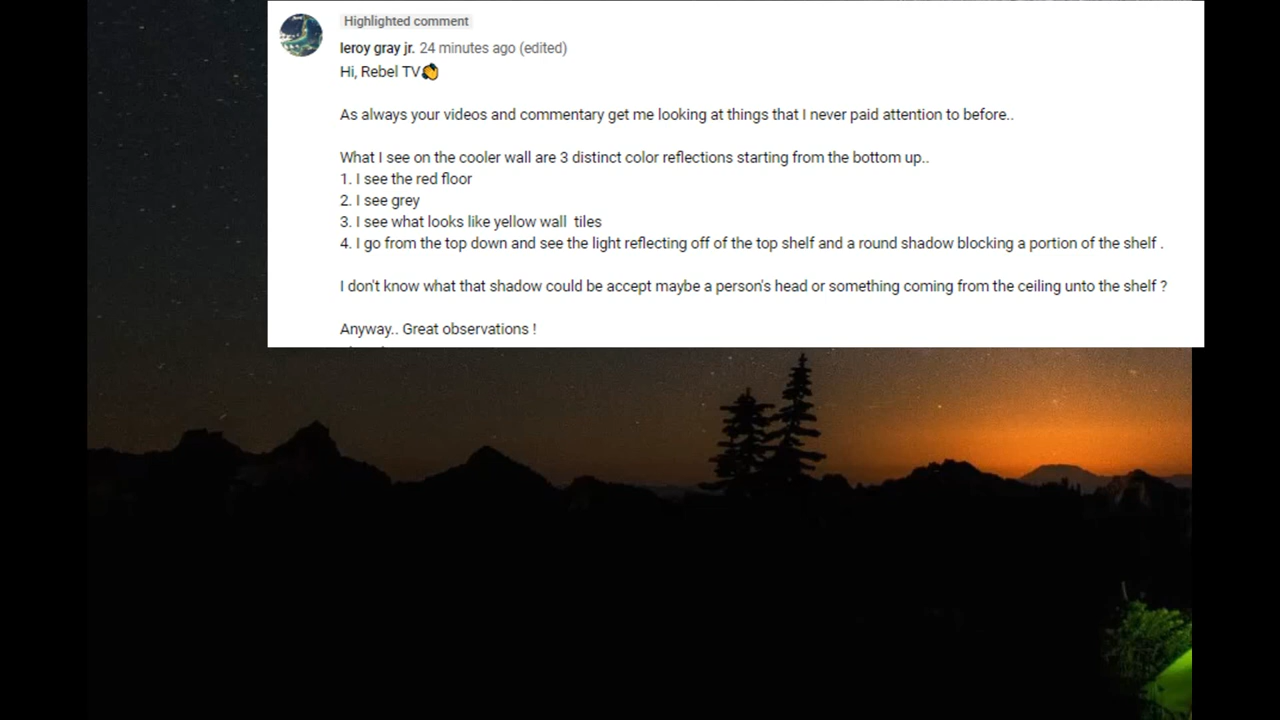 Highlighted comment
leroy gray jr. 24 minutes ago (edited)
Hi, Rebel TV👏
As always your videos and commentary get me looking at things that I never paid attention to before..
What I see on the cooler wall are 3 distinct color reflections starting from the bottom up..
1. I see the red floor
2. I see grey
3. I see what looks like yellow wall  tiles
4. I go from the top down and see the light reflecting off of the top shelf and a round shadow blocking a portion of the shelf .
I don't know what that shadow could be accept maybe a person's head or something coming from the ceiling unto the shelf ?
Anyway.. Great observations !